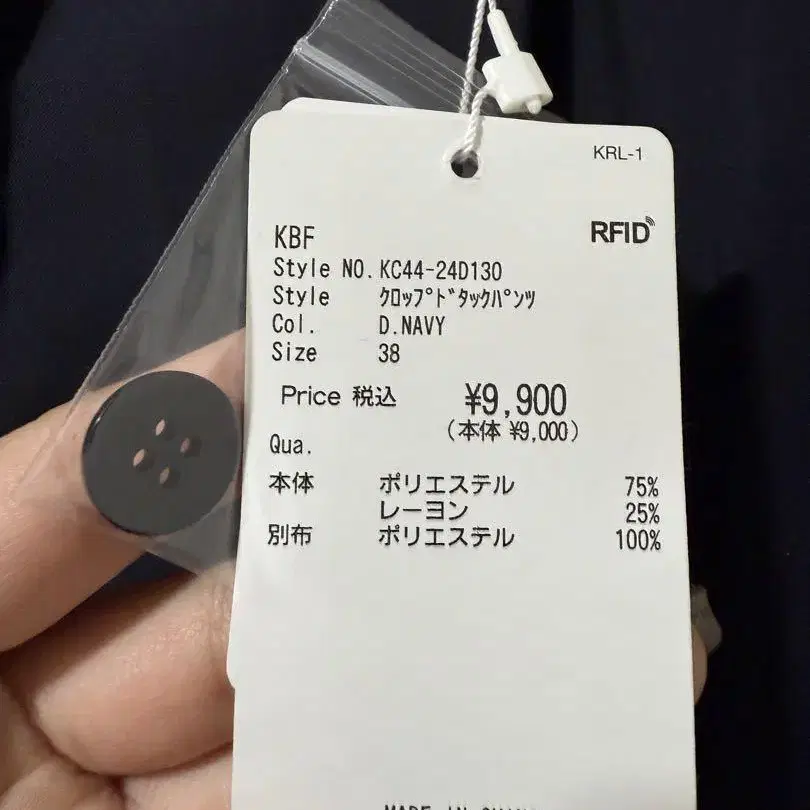 KRL-1
RFID
KBF
Style NO. KC44-24D130
Style ｸﾛｯﾌﾟﾄﾞﾀｯｸﾊﾟﾝﾂ
Col. D.NAVY
Size 38
Price 税込 ¥9,900
(本体 ¥9,000)
Qua.
本体 ポリエステル 75%
レーヨン 25%
別布 ポリエステル 100%
MADE IN